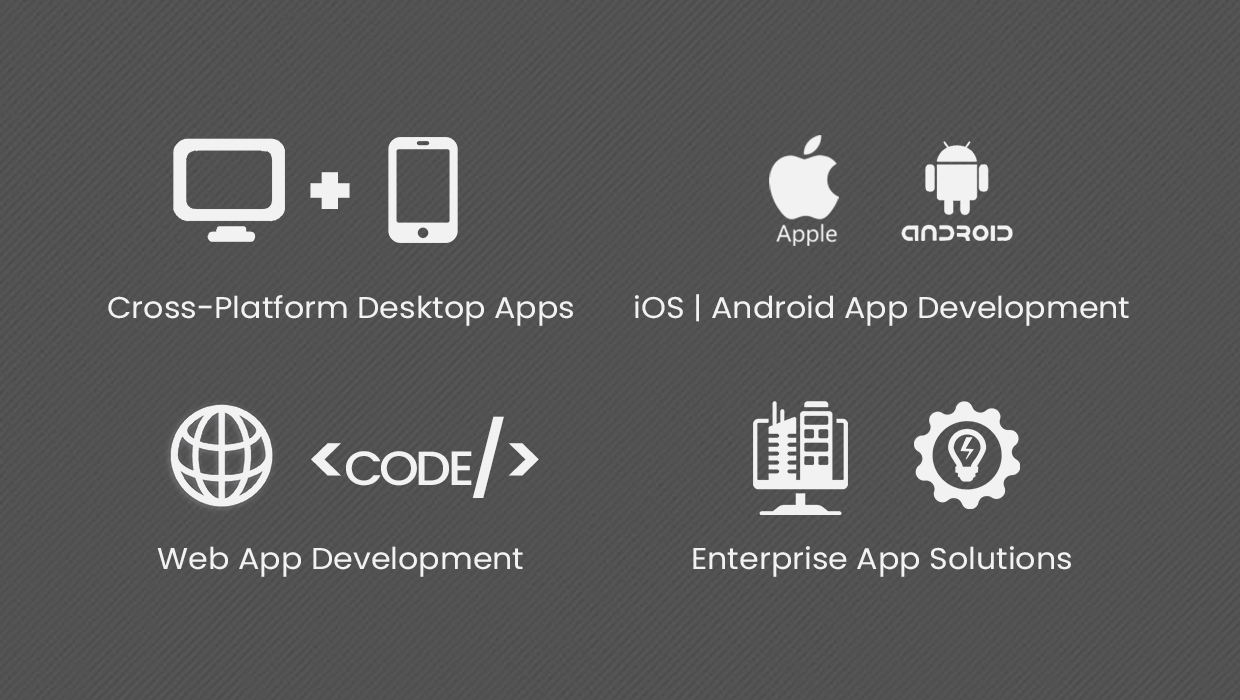 Apple
ANDROID
Cross-Platform Desktop Apps
iOS | Android App Development
<CODE/>
Web App Development
Enterprise App Solutions